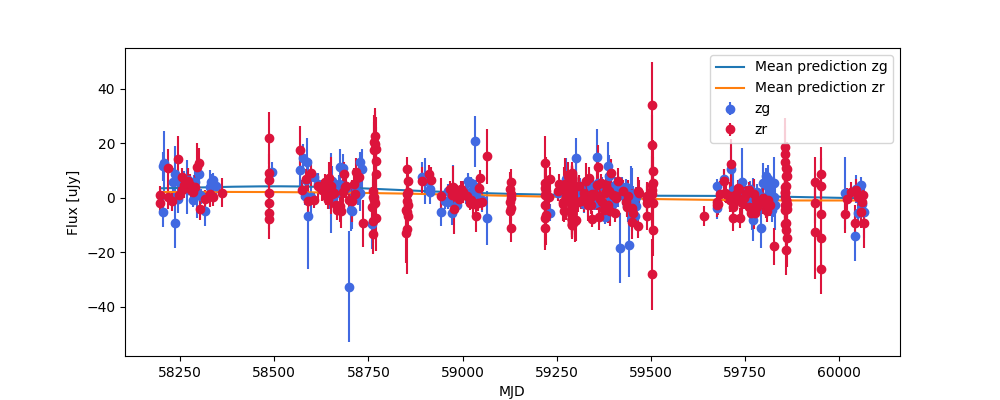 Mean prediction zg
Mean prediction zr
zg
zr
Flux [uJy]
40
20
0
−20
−40
58250
58500
58750
59000
59250
59500
59750
60000
MJD